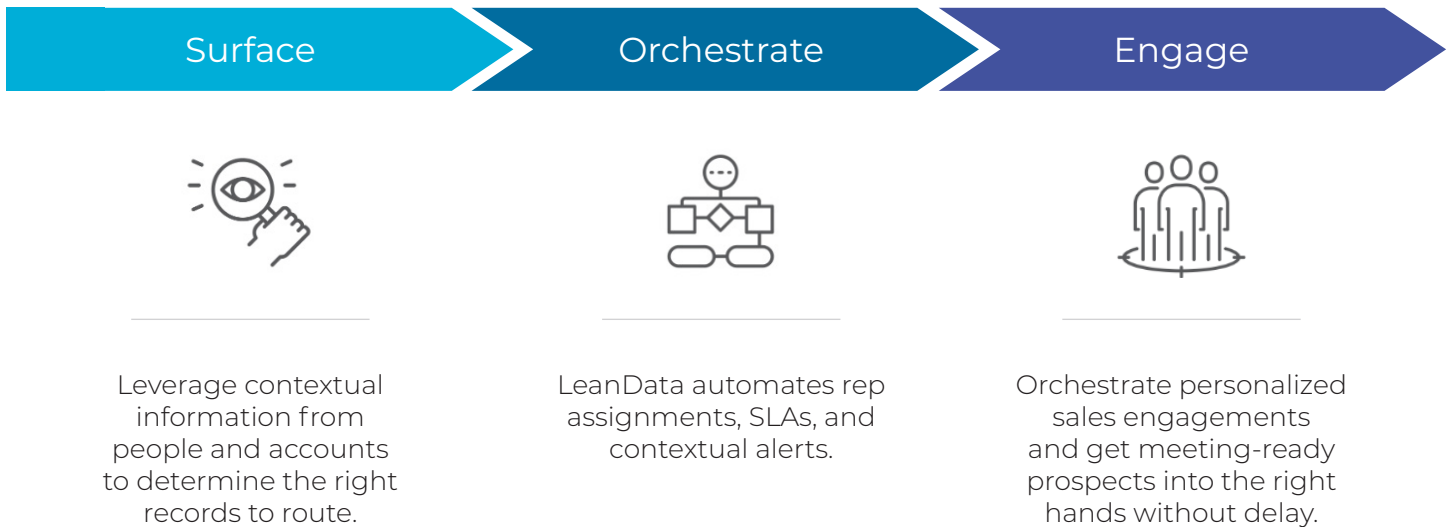 Surface
Orchestrate
Engage
Leverage contextual
information from
people and accounts
to determine the right
records to route.
LeanData automates rep
assignments, SLAs, and
contextual alerts.
Orchestrate personalized
sales engagements
and get meeting-ready
prospects into the right
hands without delay.